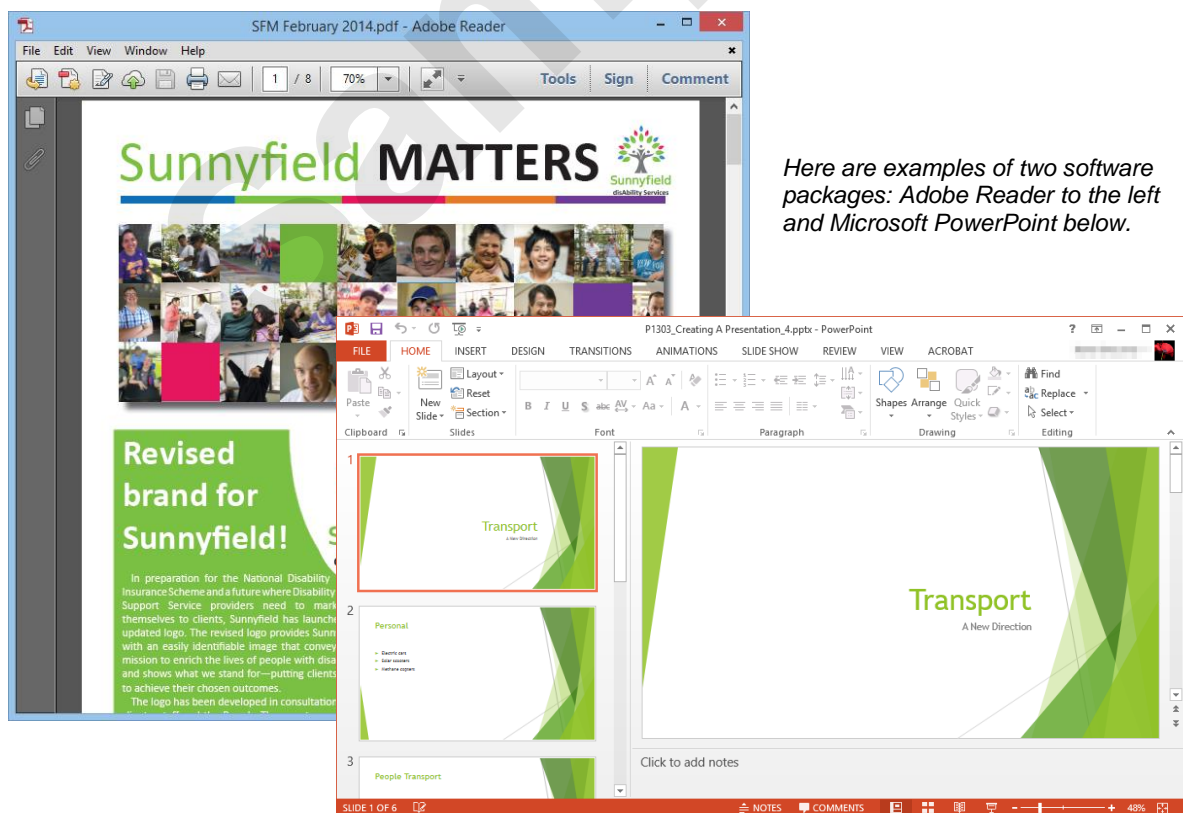 SFM February 2014.pdf - Adobe Reader
File Edit View Window Help
1 / 8 70% Tools Sign Comment
Sunnyfield MATTERS
Sunnyfield
disAbility Services
Here are examples of two software
packages: Adobe Reader to the left
and Microsoft PowerPoint below.
Revised
brand for
Sunnyfield!
In preparation for the National Disability
Insurance Scheme and a future where Disability
Support Service providers need to mark
themselves to clients, Sunnyfield has launche
updated logo. The revised logo provides Sunn
with an easily identifiable image that convey
mission to enrich the lives of people with disa
and shows what we stand for—putting clients
to achieve their chosen outcomes.
The logo has been developed in consultation
P1303_Creating A Presentation_4.pptx - PowerPoint
FILE HOME INSERT DESIGN TRANSITIONS ANIMATIONS SLIDE SHOW REVIEW VIEW ACROBAT
Paste
New
Slide
Layout
Reset
Section
B I U S abc AV Aa A
Shapes Arrange Quick
Styles
Find
Replace
Select
Clipboard Slides Font Paragraph Drawing Editing
1
Transport
A New Direction
2
Personal
Electric cars
Solar scooters
Methane copters
3
People Transport
Transport
A New Direction
Click to add notes
SLIDE 1 OF 6 NOTES COMMENTS 48%
Sam